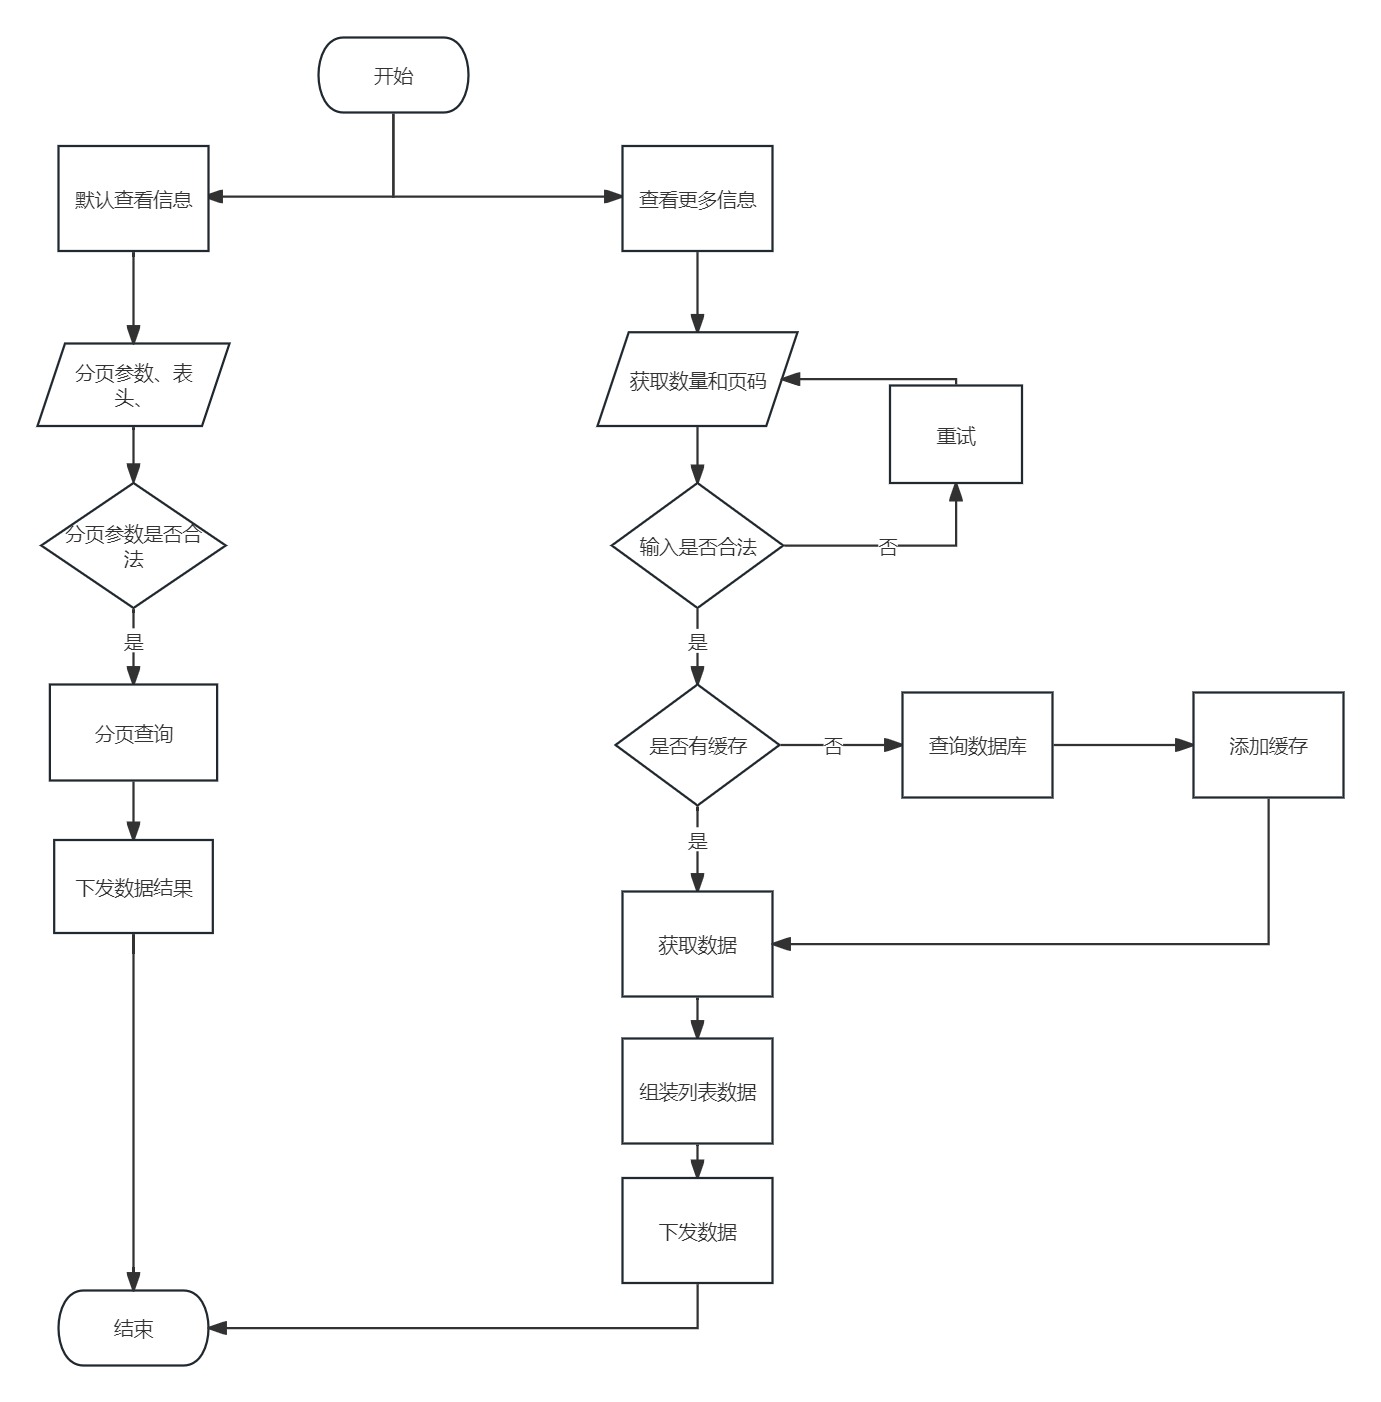 开始
默认查看信息
查看更多信息
分页参数、表
头、
获取数量和页码
重试
分页参数是否合
法
输入是否合法
否
是
是
分页查询
是否有缓存
否
查询数据库
添加缓存
是
下发数据结果
获取数据
组装列表数据
下发数据
结束